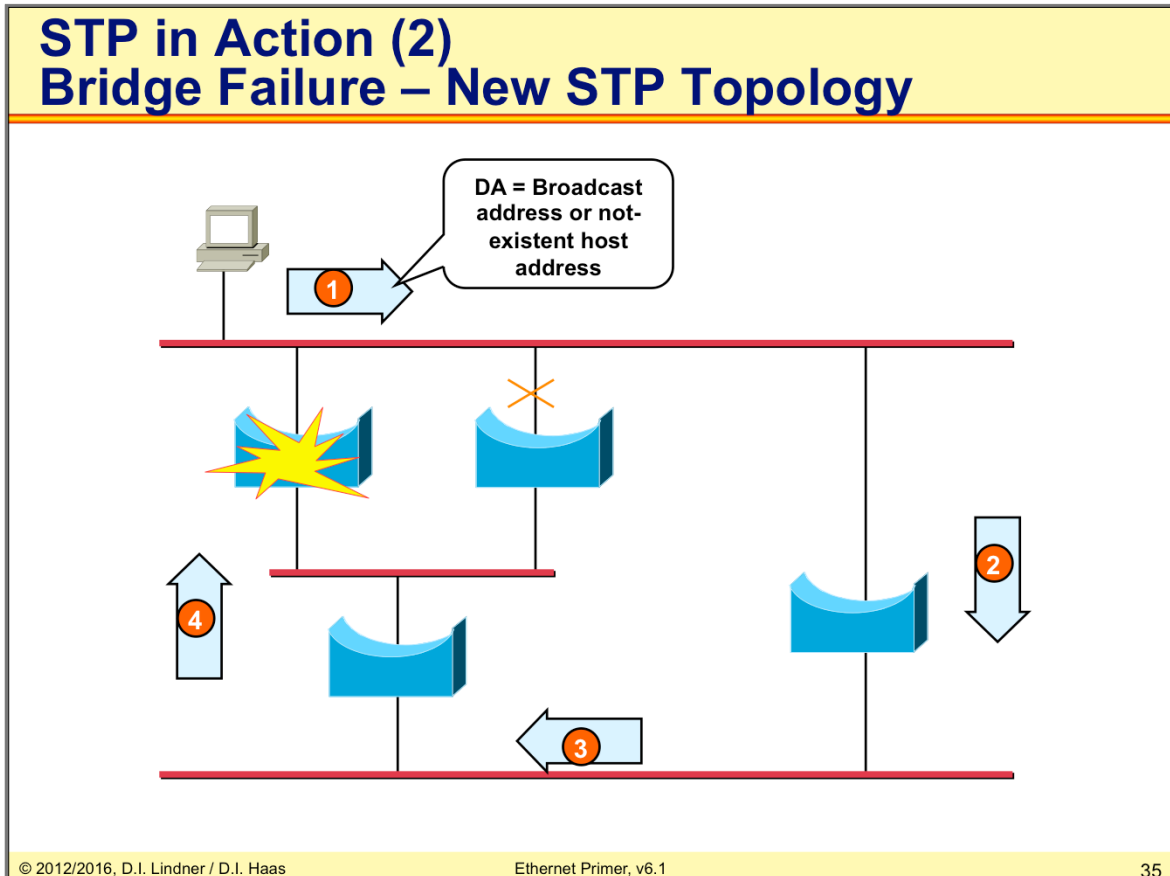 STP in Action (2)
Bridge Failure – New STP Topology
DA = Broadcast
address or not-
existent host
address
1
2
4
3
© 2012/2016, D.I. Lindner / D.I. Haas
Ethernet Primer, v6.1
35